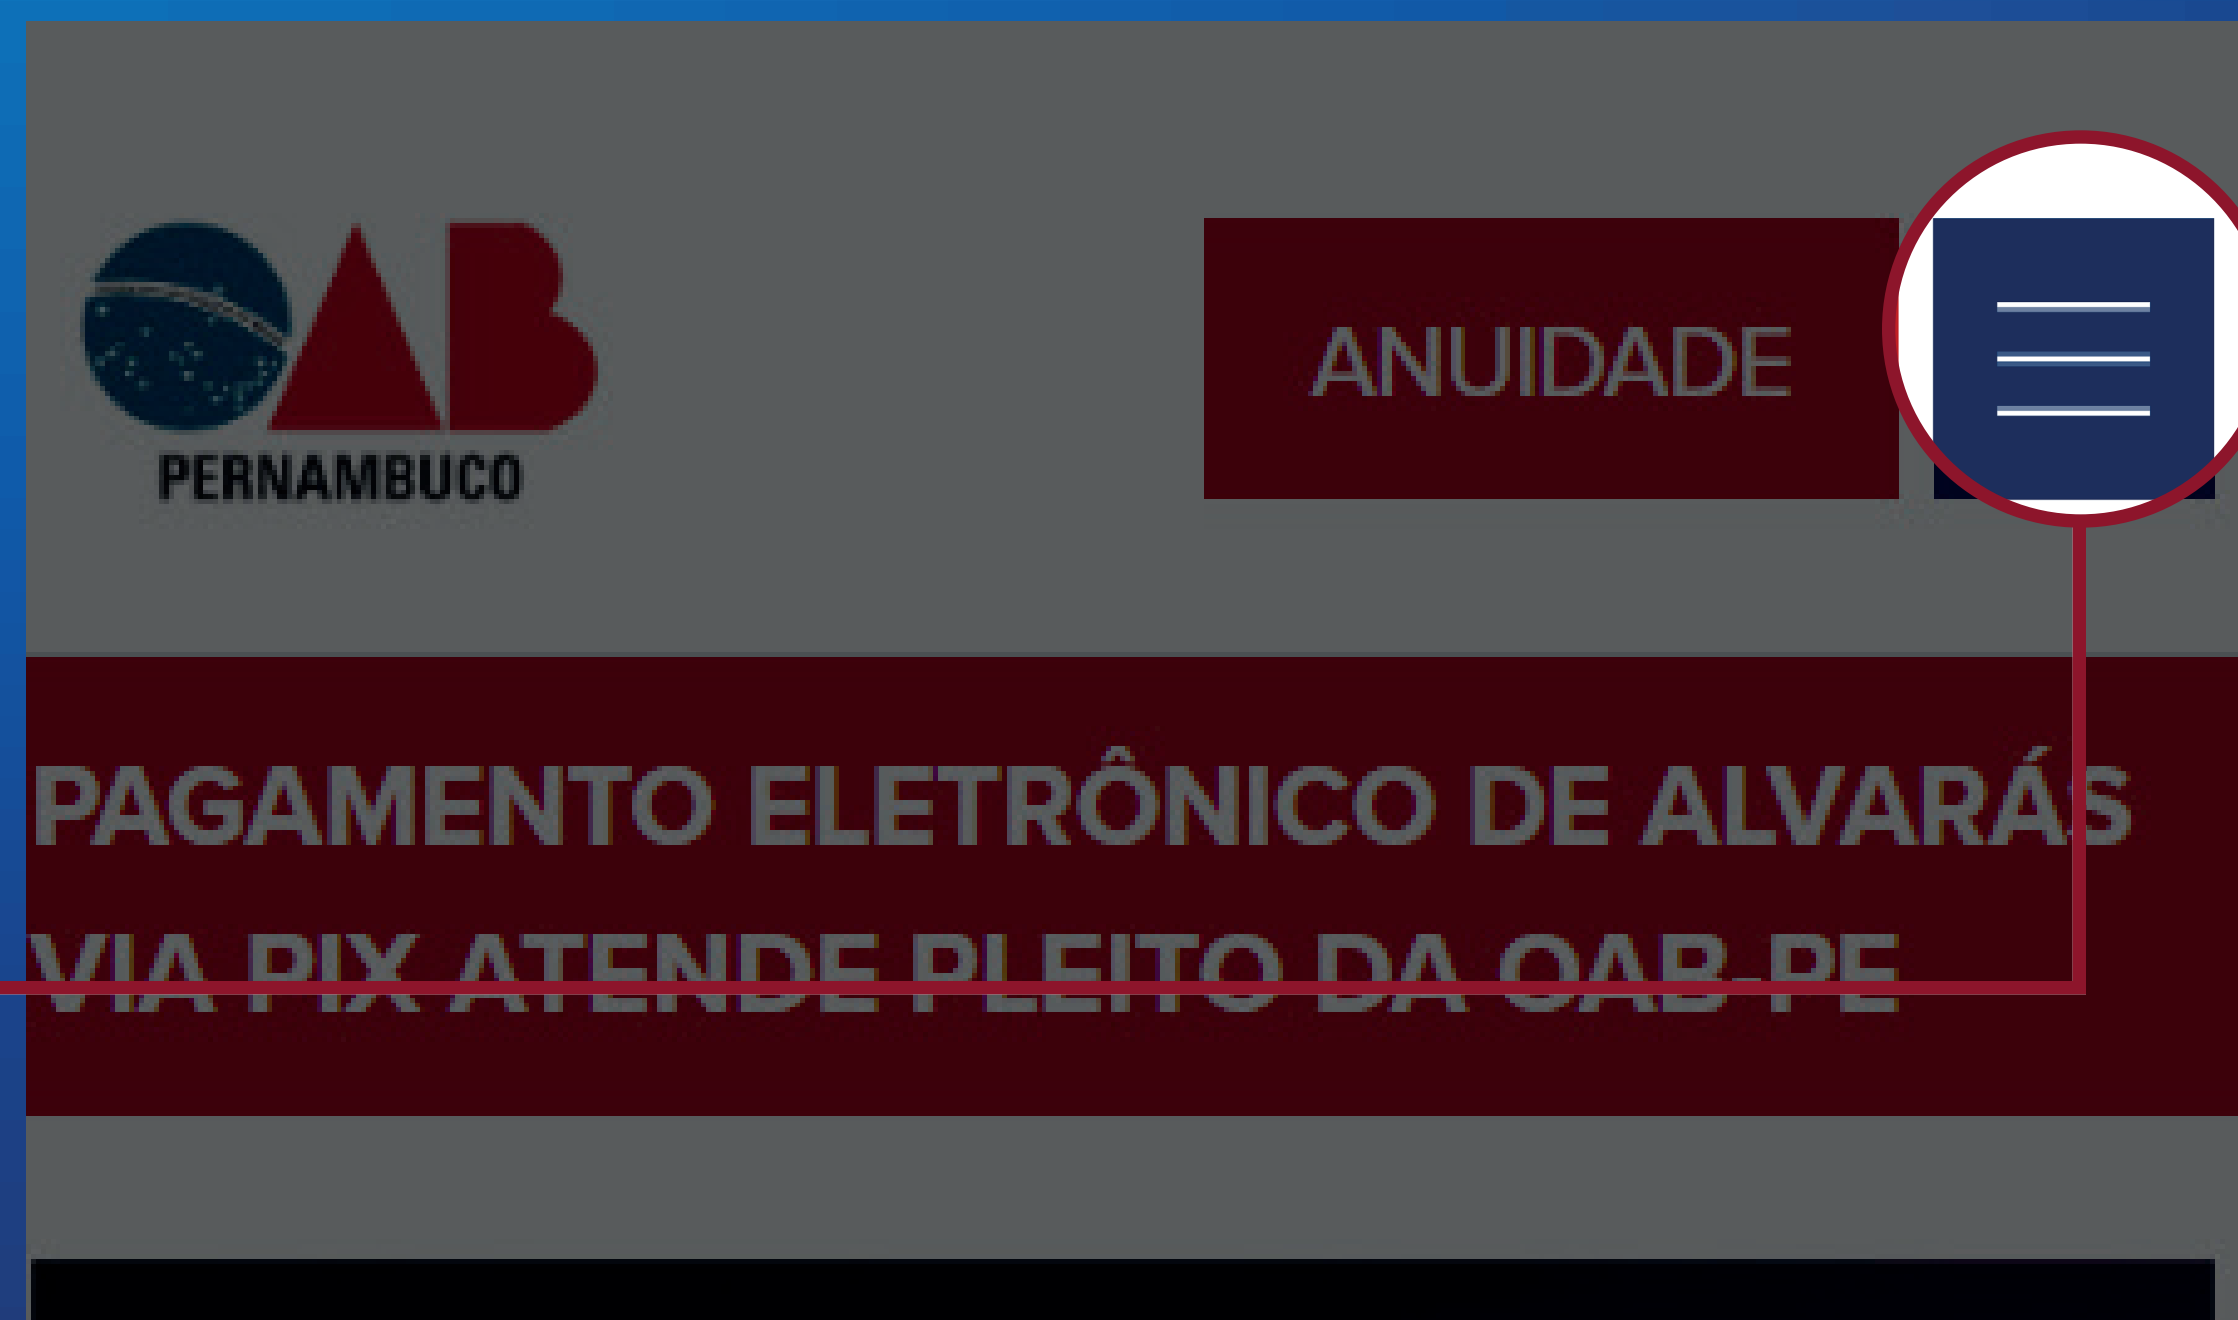 OAB
PERNAMBUCO
ANUIDADE
PAGAMENTO ELETRÔNICO DE ALVARÁS
VIA PIX ATENDE PLEITO DA OAB-PE